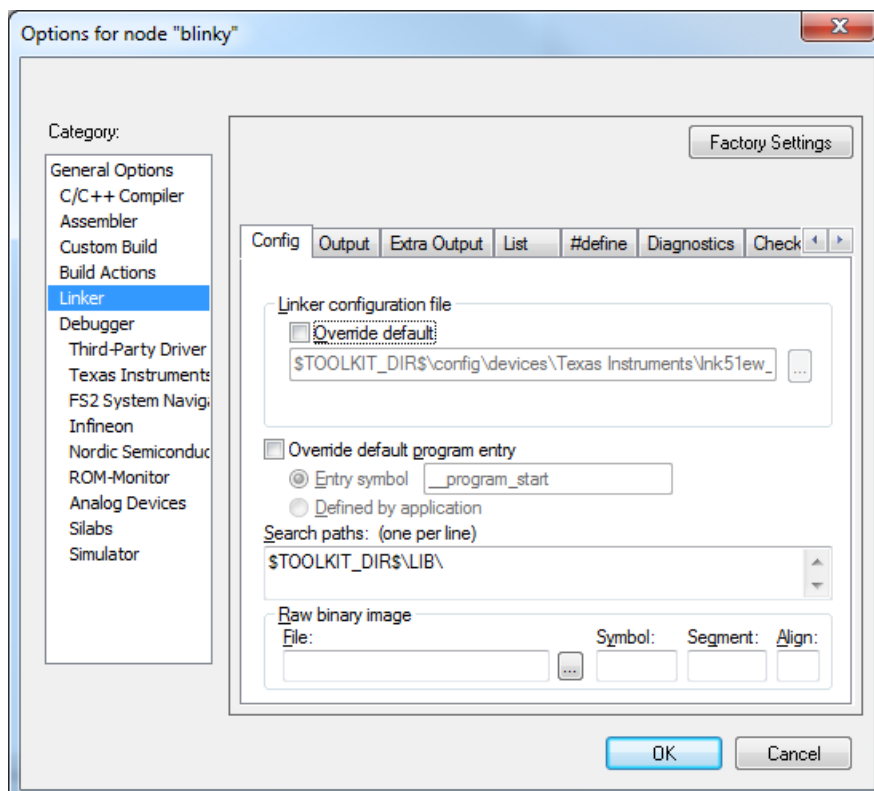 Options for node "blinky"
Category:
Factory Settings
General Options
C/C++ Compiler
Assembler
Custom Build
Build Actions
Linker
Debugger
Third-Party Driver
Texas Instruments
FS2 System Naviga
Infineon
Nordic Semiconduc
ROM-Monitor
Analog Devices
Silabs
Simulator
Config Output Extra Output List #define Diagnostics Check
Linker configuration file
Override default
$TOOLKIT_DIR$\config\devices\Texas Instruments\lnk51ew_ ...
Override default program entry
Entry symbol __program_start
Defined by application
Search paths: (one per line)
$TOOLKIT_DIR$\LIB\
Raw binary image
File: Symbol: Segment: Align:
...
OK Cancel